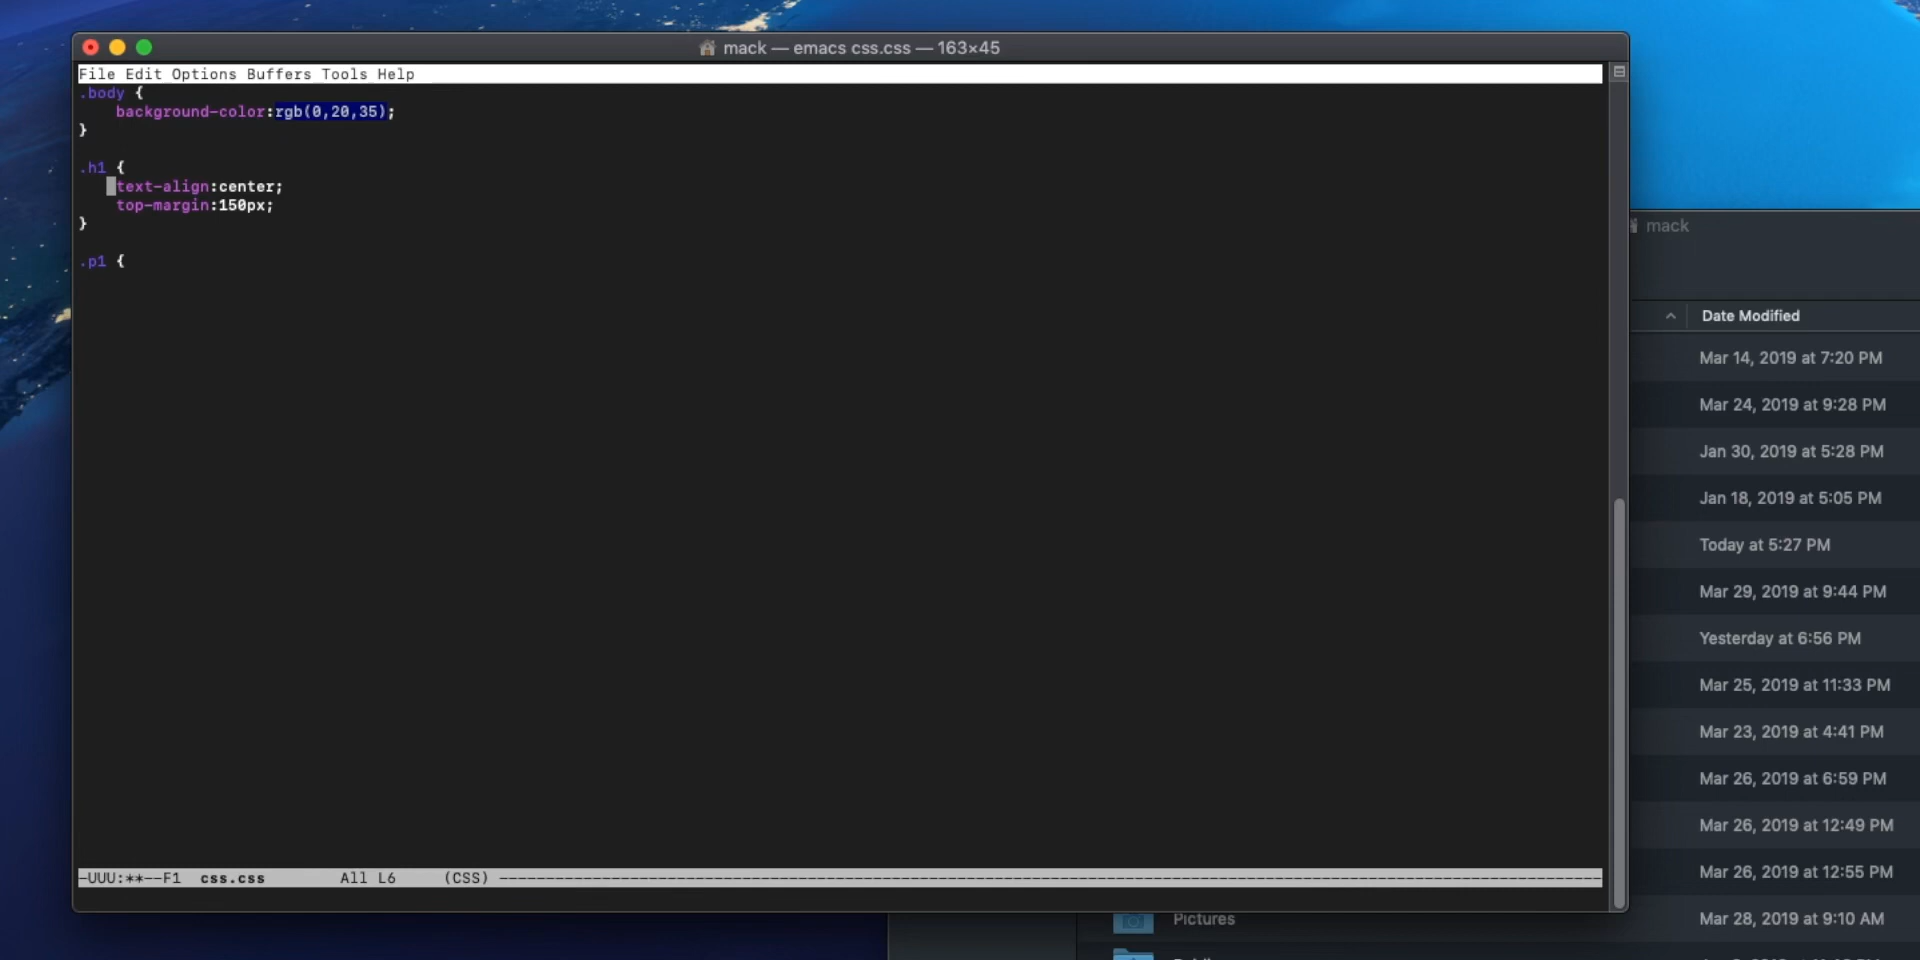 mack — emacs css.css — 163×45
File Edit Options Buffers Tools Help
.body {
    background-color:rgb(0,20,35);
}
.h1 {
    text-align:center;
    top-margin:150px;
}
.p1 {
-UUU:**--F1  css.css        All L6     (CSS)
mack
Date Modified
Mar 14, 2019 at 7:20 PM
Mar 24, 2019 at 9:28 PM
Jan 30, 2019 at 5:28 PM
Jan 18, 2019 at 5:05 PM
Today at 5:27 PM
Mar 29, 2019 at 9:44 PM
Yesterday at 6:56 PM
Mar 25, 2019 at 11:33 PM
Mar 23, 2019 at 4:41 PM
Mar 26, 2019 at 6:59 PM
Mar 26, 2019 at 12:49 PM
Mar 26, 2019 at 12:55 PM
Pictures
Mar 28, 2019 at 9:10 AM